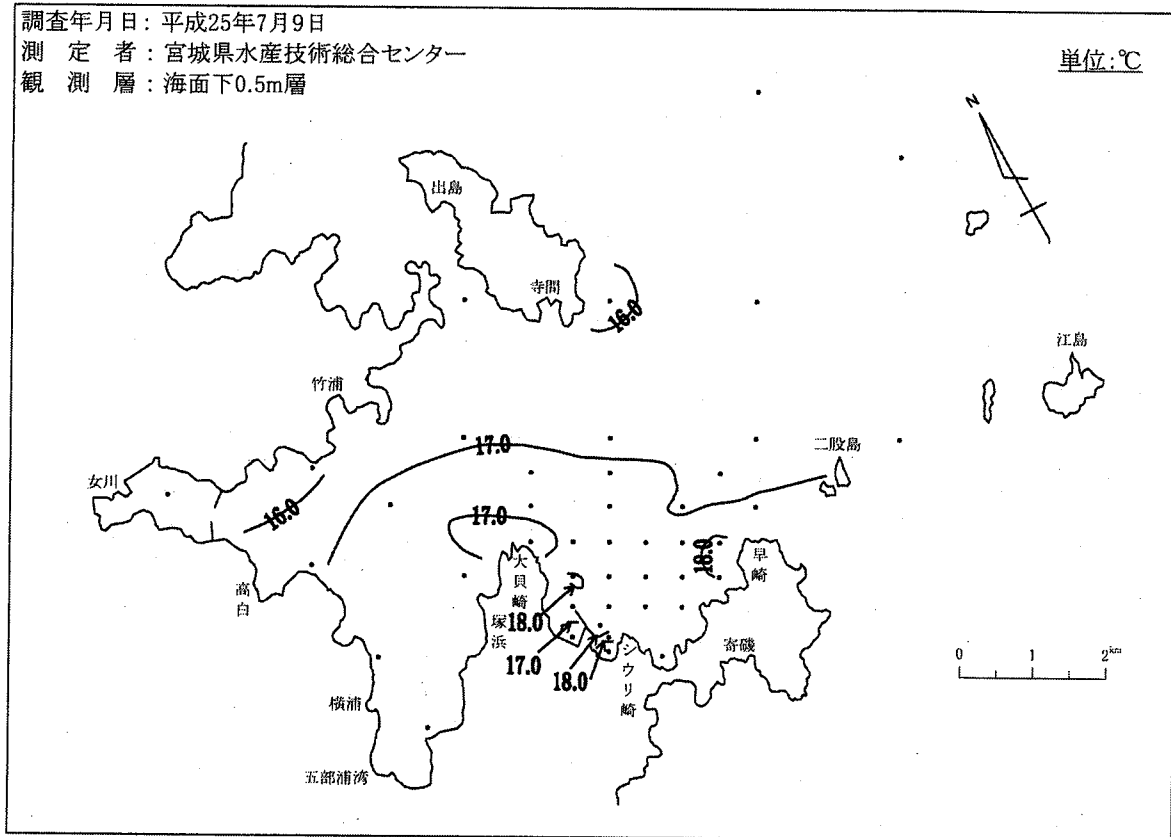 調査年月日：平成25年7月9日
測定者：宮城県水産技術総合センター
観測層：海面下0.5m層
単位：℃
N
出島
寺間
16.0
江島
竹浦
二股島
17.0
女川
16.0
17.0
18.0
早崎
大貝崎
高白
18.0
塚浜
寄磯
0 1 2km
17.0
18.0
シウリ崎
横浦
五部浦湾